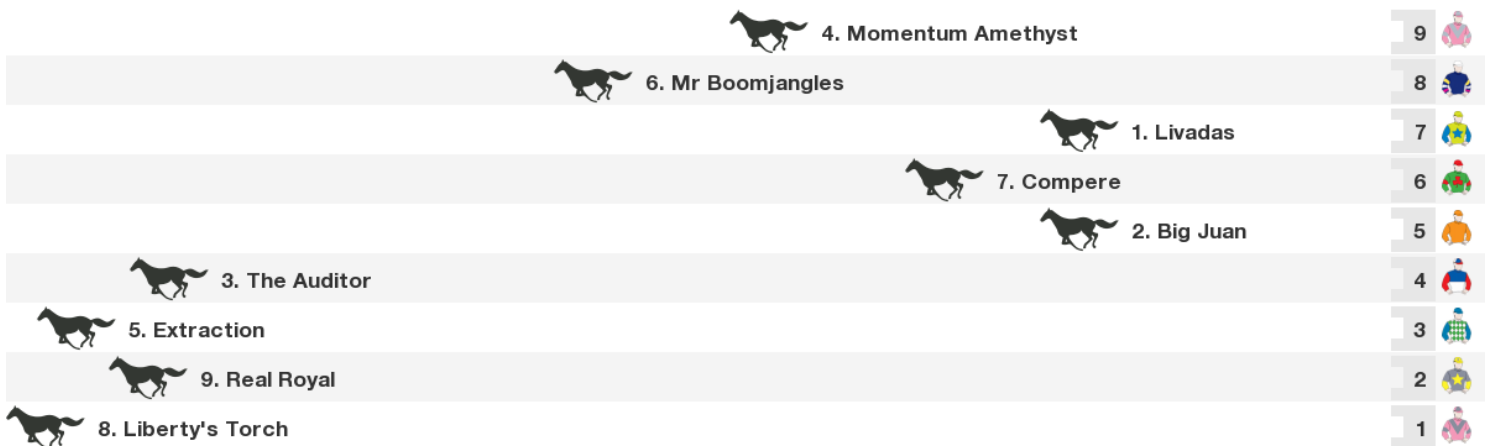 4. Momentum Amethyst 9
6. Mr Boomjangles 8
1. Livadas 7
7. Compere 6
2. Big Juan 5
3. The Auditor 4
5. Extraction 3
9. Real Royal 2
8. Liberty's Torch 1